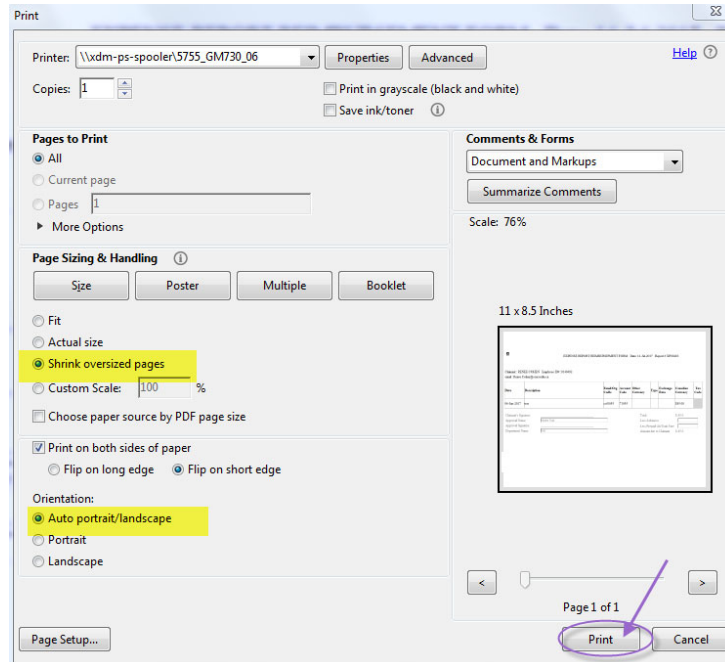 Print
Printer: \\xdm-ps-spooler\5755_GM730_06 Properties Advanced Help
Copies: 1 Print in grayscale (black and white)
Save ink/toner
Pages to Print
All
Current page
Pages 1
More Options
Comments & Forms
Document and Markups
Summarize Comments
Scale: 76%
Page Sizing & Handling
Size Poster Multiple Booklet
Fit
Actual size
Shrink oversized pages
Custom Scale: 100 %
Choose paper source by PDF page size
Print on both sides of paper
Flip on long edge Flip on short edge
Orientation:
Auto portrait/landscape
Portrait
Landscape
11 x 8.5 Inches
Date Description
< >
Page 1 of 1
Page Setup... Print Cancel